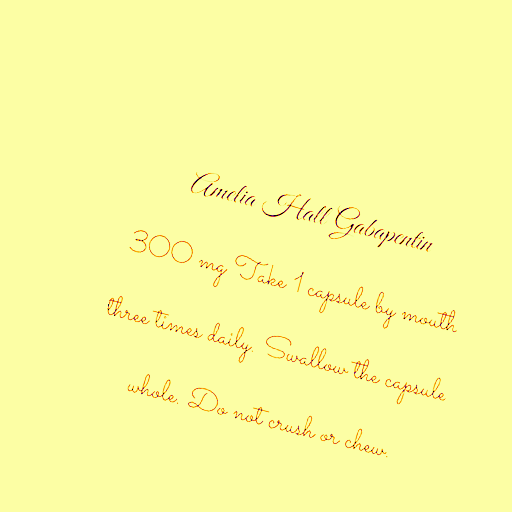 Amelia Hall Gabapentin
300 mg Take 1 capsule by mouth
three times daily. Swallow the capsule
whole. Do not crush or chew.